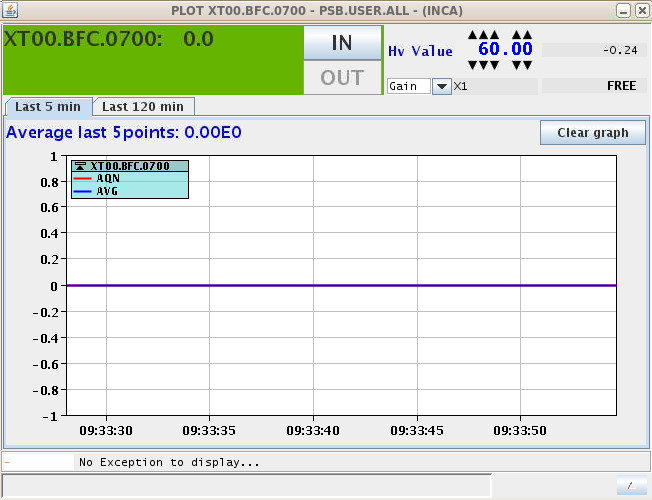 PLOT XT00.BFC.0700 - PSB.USER.ALL - (INCA)
XT00.BFC.0700: 0.0
IN
OUT
Hv Value 60.00 -0.24
Gain X1 FREE
Last 5 min Last 120 min
Average last 5points: 0.00E0
Clear graph
XT00.BFC.0700
AQN
AVG
1
0.8
0.6
0.4
0.2
0
-0.2
-0.4
-0.6
-0.8
-1
09:33:30 09:33:35 09:33:40 09:33:45 09:33:50
- No Exception to display...